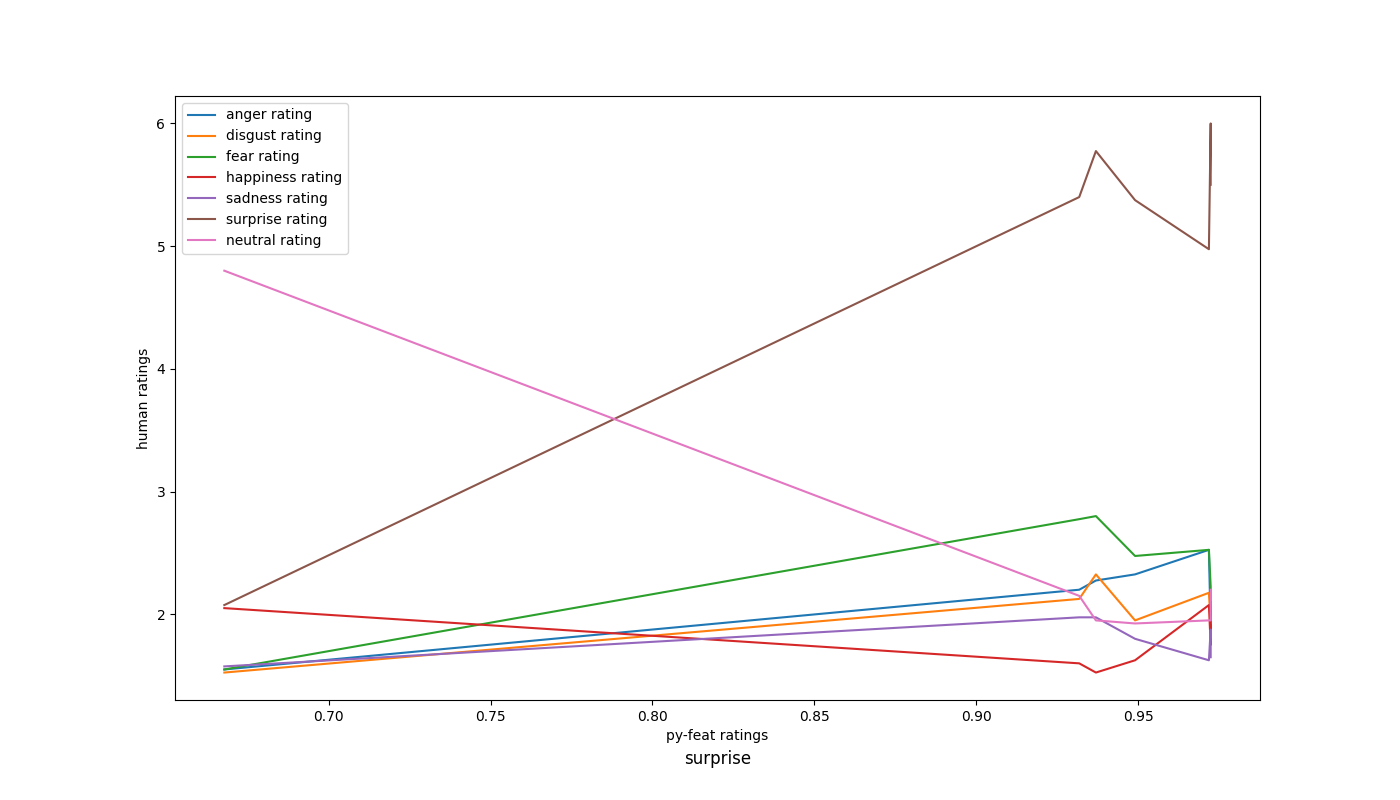 anger rating
disgust rating
fear rating
happiness rating
sadness rating
surprise rating
neutral rating
6
5
4
3
2
human ratings
0.70 0.75 0.80 0.85 0.90 0.95
py-feat ratings
surprise